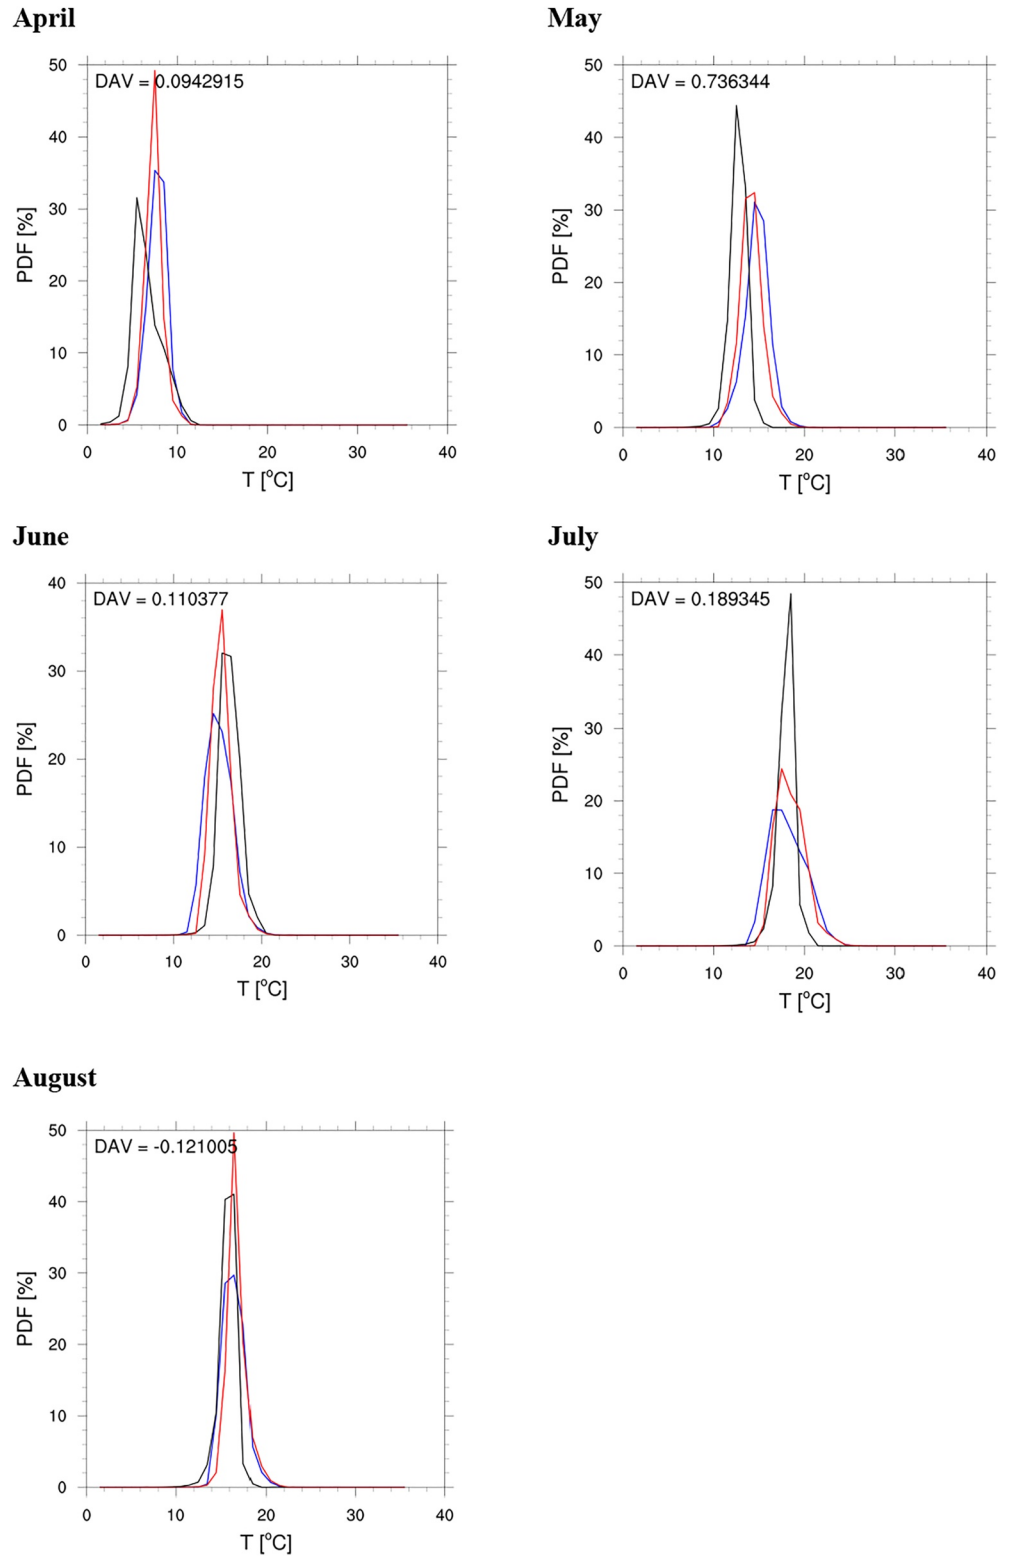 April
May
DAV = 0.0942915
DAV = 0.736344
50
40
30
20
10
0
PDF [%]
0 10 20 30 40
T [°C]
50
40
30
20
10
0
PDF [%]
0 10 20 30 40
T [°C]
June
July
DAV = 0.110377
DAV = 0.189345
40
30
20
10
0
PDF [%]
0 10 20 30 40
T [°C]
50
40
30
20
10
0
PDF [%]
0 10 20 30 40
T [°C]
August
DAV = -0.121005
50
40
30
20
10
0
PDF [%]
0 10 20 30 40
T [°C]